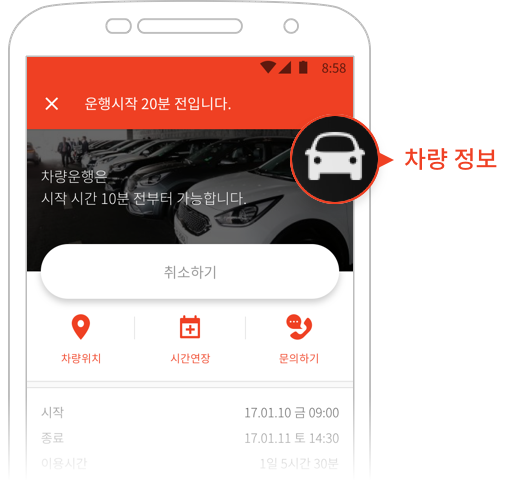 8:58
운행시작 20분 전입니다.
차량 정보
차량운행은
시작 시간 10분 전부터 가능합니다.
취소하기
차량위치
시간연장
문의하기
시작 17.01.10 금 09:00
종료 17.01.11 토 14:30
이용시간 1일 5시간 30분